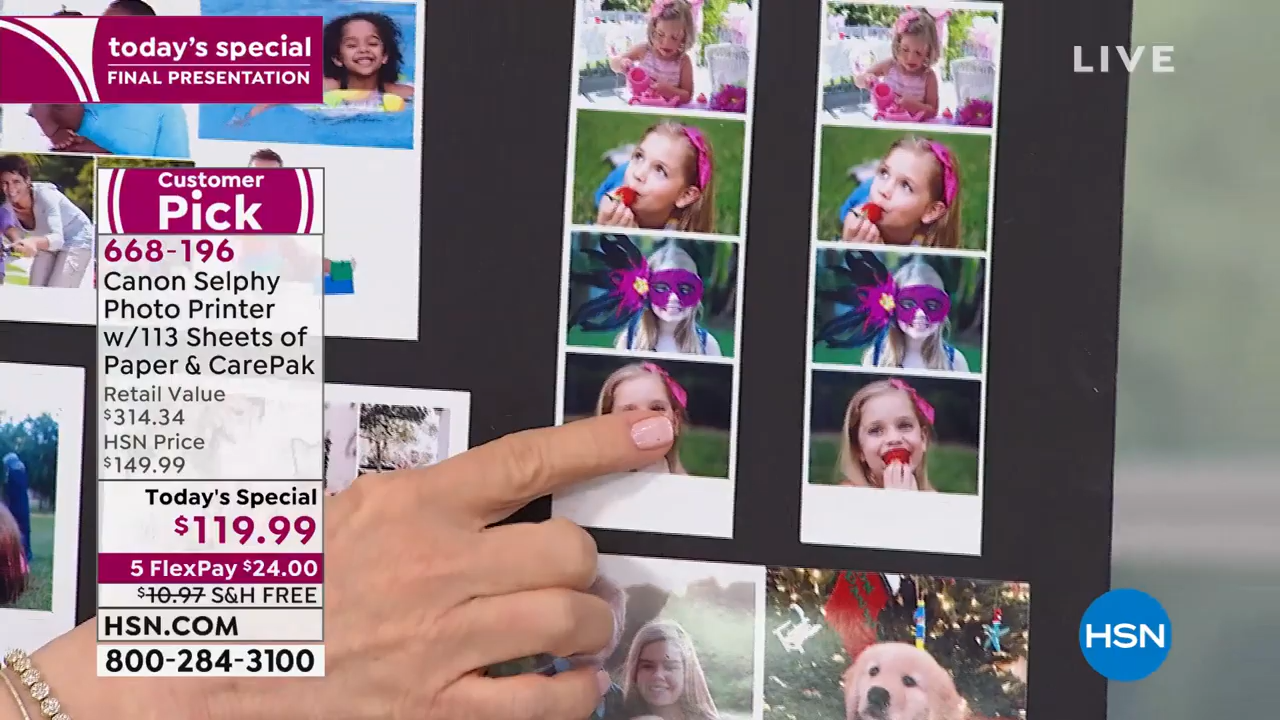 today's special
FINAL PRESENTATION
LIVE
Customer
Pick
668-196
Canon Selphy
Photo Printer
w/113 Sheets of
Paper & CarePak
Retail Value
$314.34
HSN Price
$149.99
Today's Special
$119.99
5 FlexPay $24.00
$10.97 S&H FREE
HSN.COM
800-284-3100
HSN